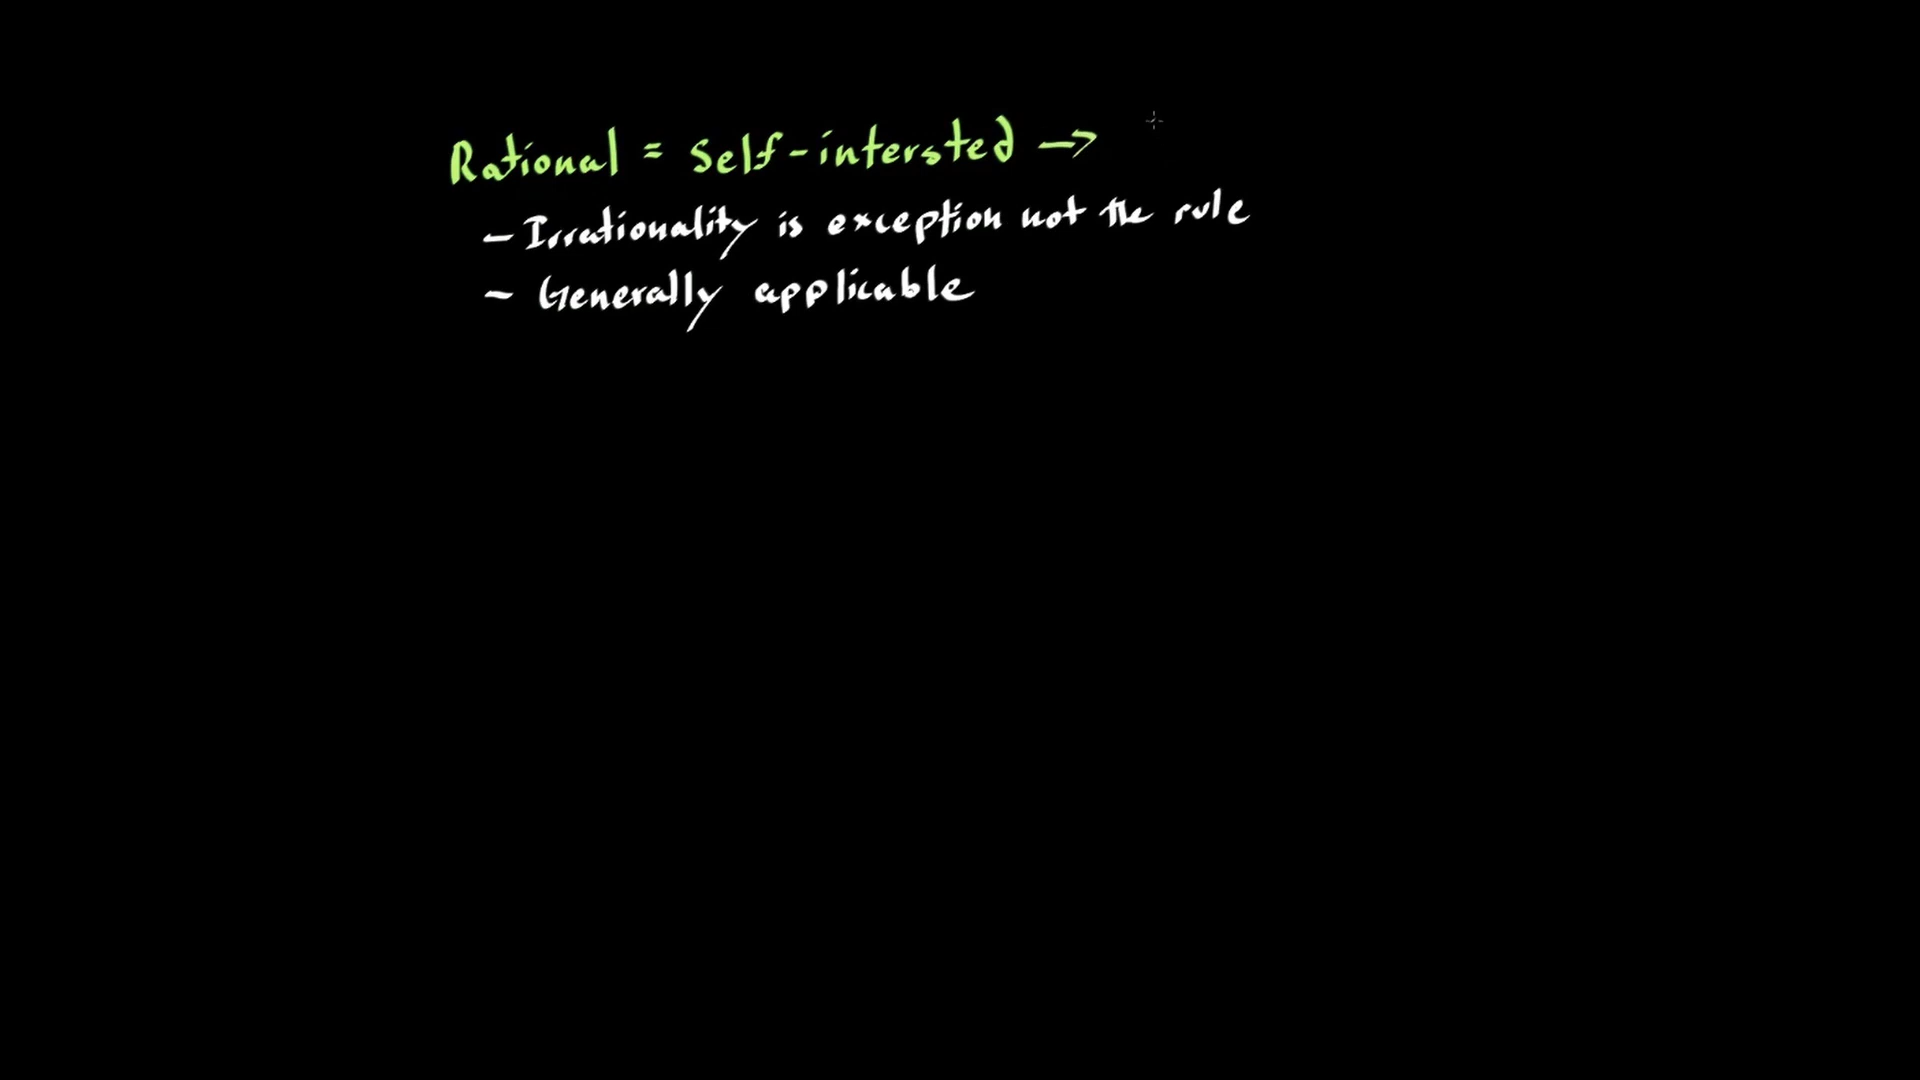 Rational = Self-intersted →
- Irrationality is exception not the rule
- Generally applicable